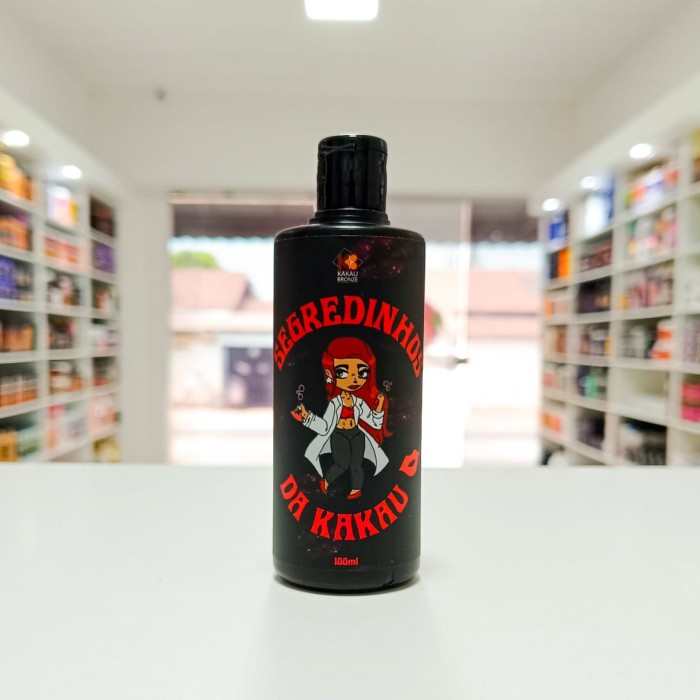 KAKAU
BRONZE
SEGREDINHOS
DA KAKAU
100ml